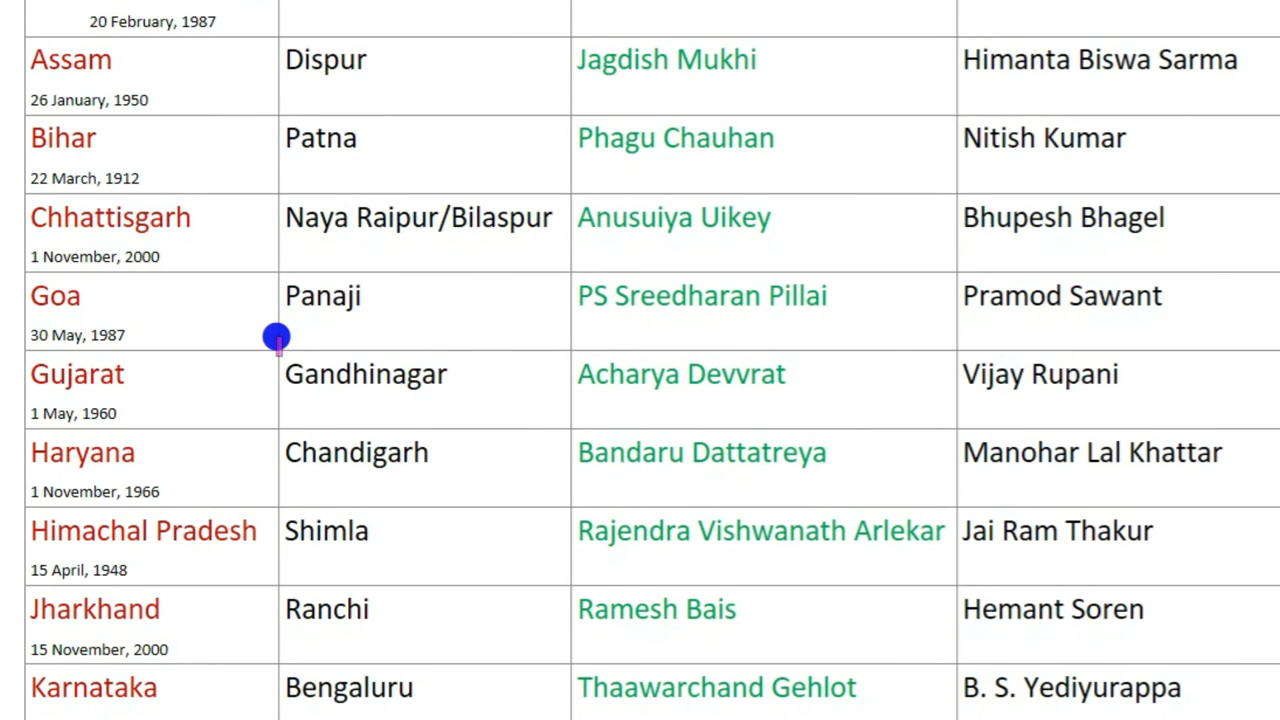 20 February, 1987
Assam Dispur Jagdish Mukhi Himanta Biswa Sarma
26 January, 1950
Bihar Patna Phagu Chauhan Nitish Kumar
22 March, 1912
Chhattisgarh Naya Raipur/Bilaspur Anusuiya Uikey Bhupesh Bhagel
1 November, 2000
Goa Panaji PS Sreedharan Pillai Pramod Sawant
30 May, 1987
Gujarat Gandhinagar Acharya Devvrat Vijay Rupani
1 May, 1960
Haryana Chandigarh Bandaru Dattatreya Manohar Lal Khattar
1 November, 1966
Himachal Pradesh Shimla Rajendra Vishwanath Arlekar Jai Ram Thakur
15 April, 1948
Jharkhand Ranchi Ramesh Bais Hemant Soren
15 November, 2000
Karnataka Bengaluru Thaawarchand Gehlot B. S. Yediyurappa